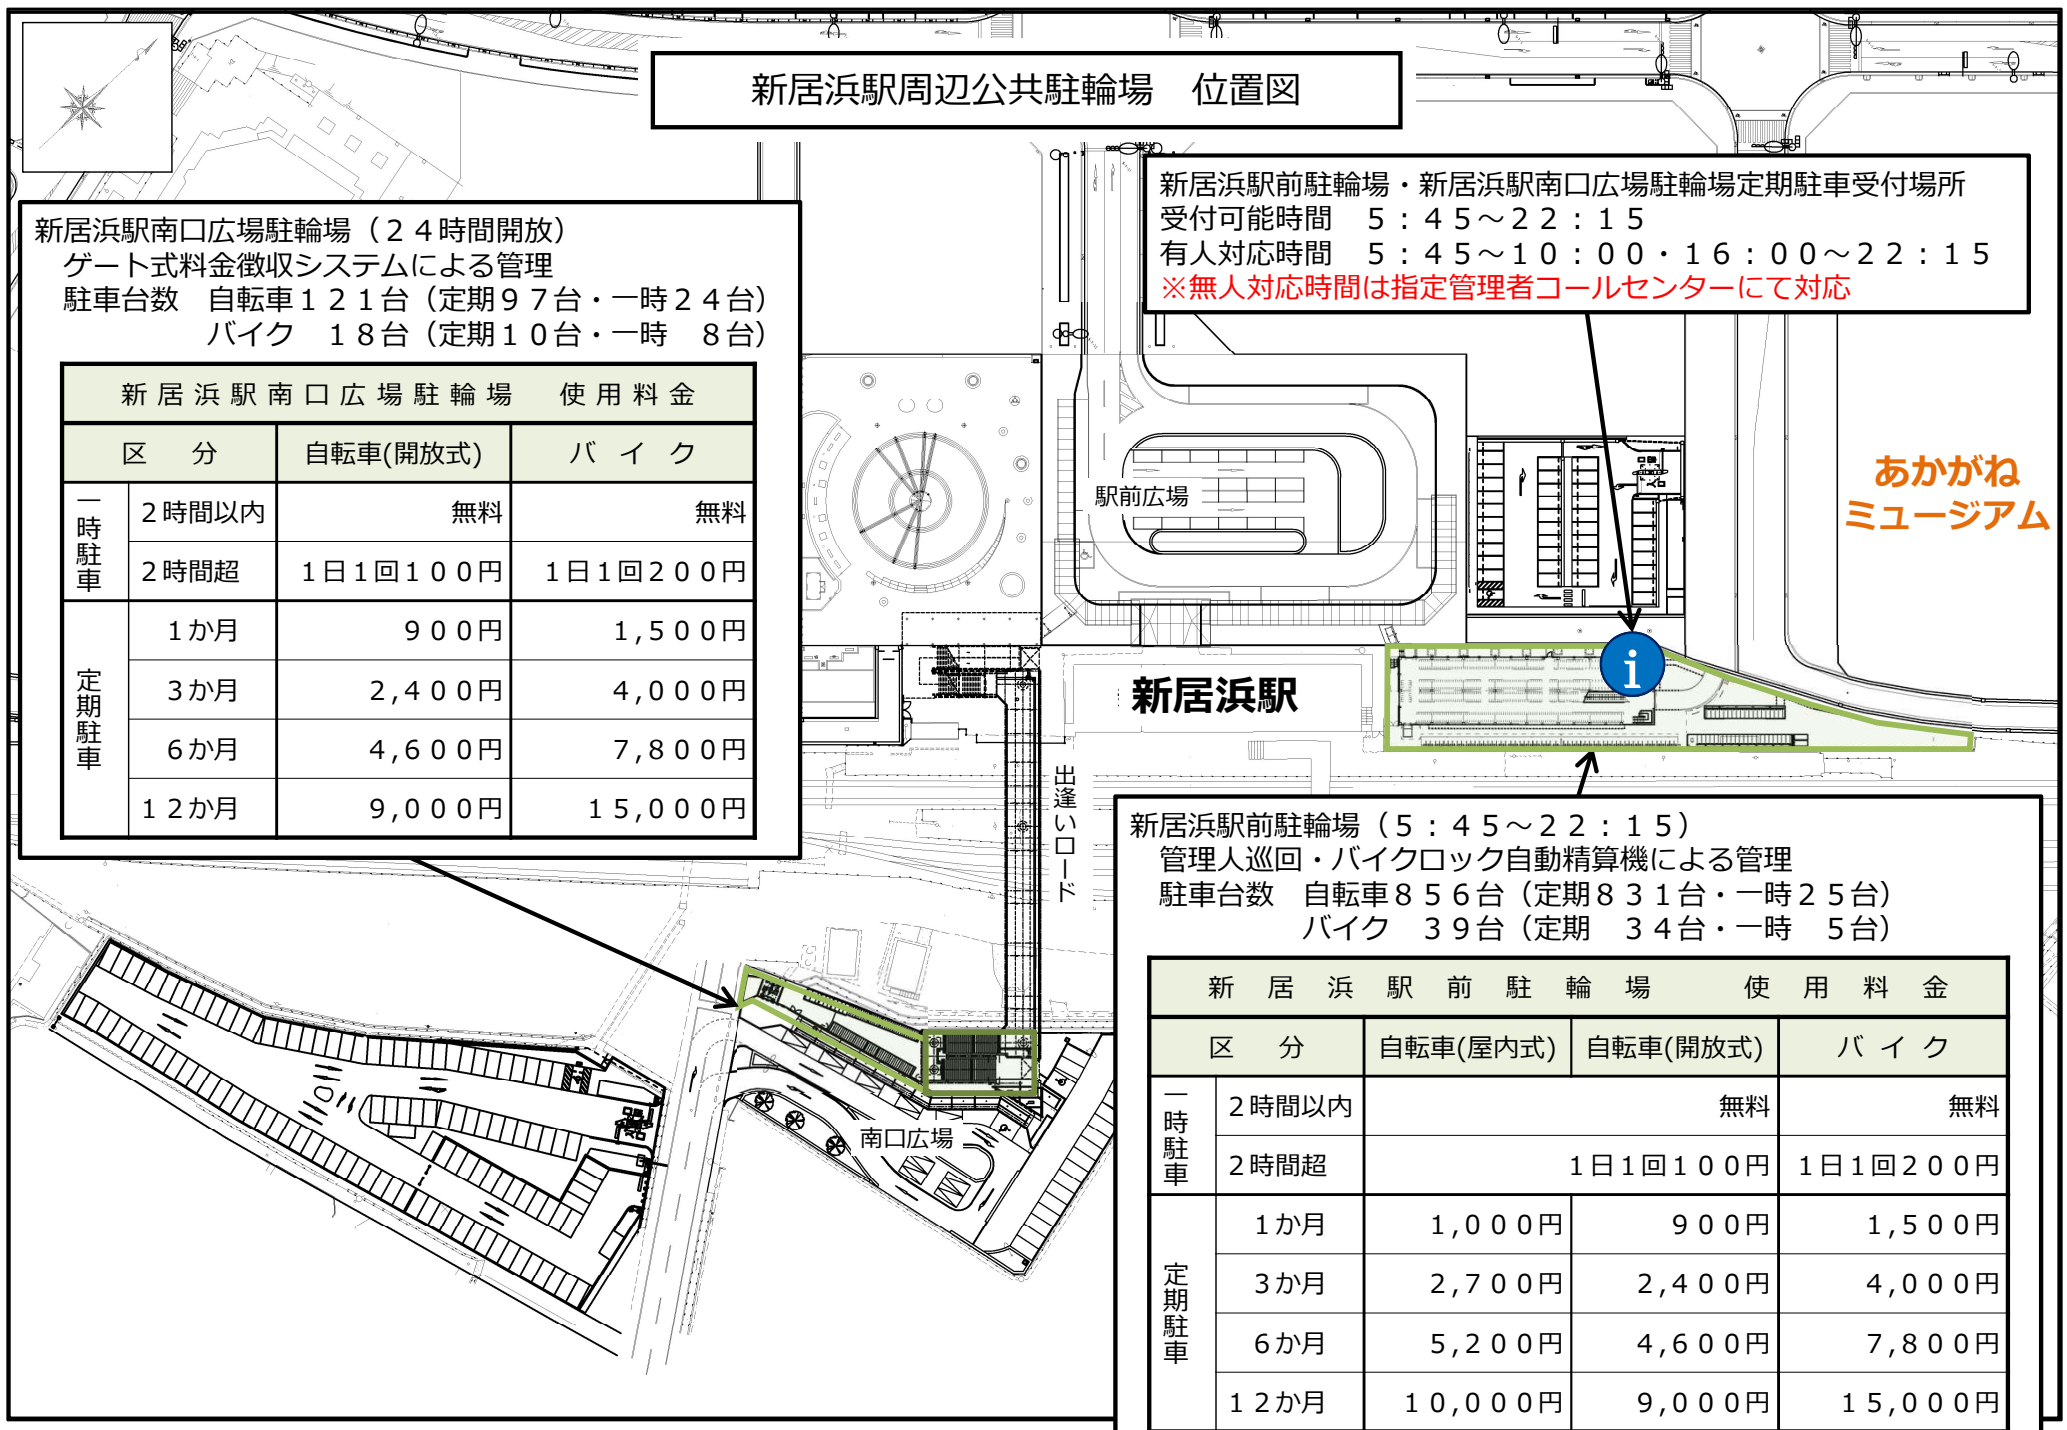 新居浜駅周辺公共駐輪場　位置図
新居浜駅前駐輪場・新居浜駅南口広場駐輪場定期駐車受付場所
受付可能時間　５：４５～２２：１５
有人対応時間　５：４５～１０：００・１６：００～２２：１５
※無人対応時間は指定管理者コールセンターにて対応
新居浜駅南口広場駐輪場（２４時間開放）
ゲート式料金徴収システムによる管理
駐車台数　自転車１２１台（定期９７台・一時２４台）
バイク　１８台（定期１０台・一時　８台）
新居浜駅南口広場駐輪場　使用料金
区　分　自転車(開放式)　バ　イ　ク
一時駐車
２時間以内　無料　無料
２時間超　１日１回１００円　１日１回２００円
定期駐車
１か月　９００円　１,５００円
３か月　２,４００円　４,０００円
６か月　４,６００円　７,８００円
１２か月　９,０００円　１５,０００円
駅前広場
あかがね
ミュージアム
i
新居浜駅
出逢いロード
南口広場
新居浜駅前駐輪場（５：４５～２２：１５）
管理人巡回・バイクロック自動精算機による管理
駐車台数　自転車８５６台（定期８３１台・一時２５台）
バイク　３９台（定期　３４台・一時　５台）
新居浜駅前駐輪場　使用料金
区　分　自転車(屋内式)　自転車(開放式)　バ　イ　ク
一時駐車
２時間以内　無料　無料
２時間超　１日１回１００円　１日１回２００円
定期駐車
１か月　１,０００円　９００円　１,５００円
３か月　２,７００円　２,４００円　４,０００円
６か月　５,２００円　４,６００円　７,８００円
１２か月　１０,０００円　９,０００円　１５,０００円